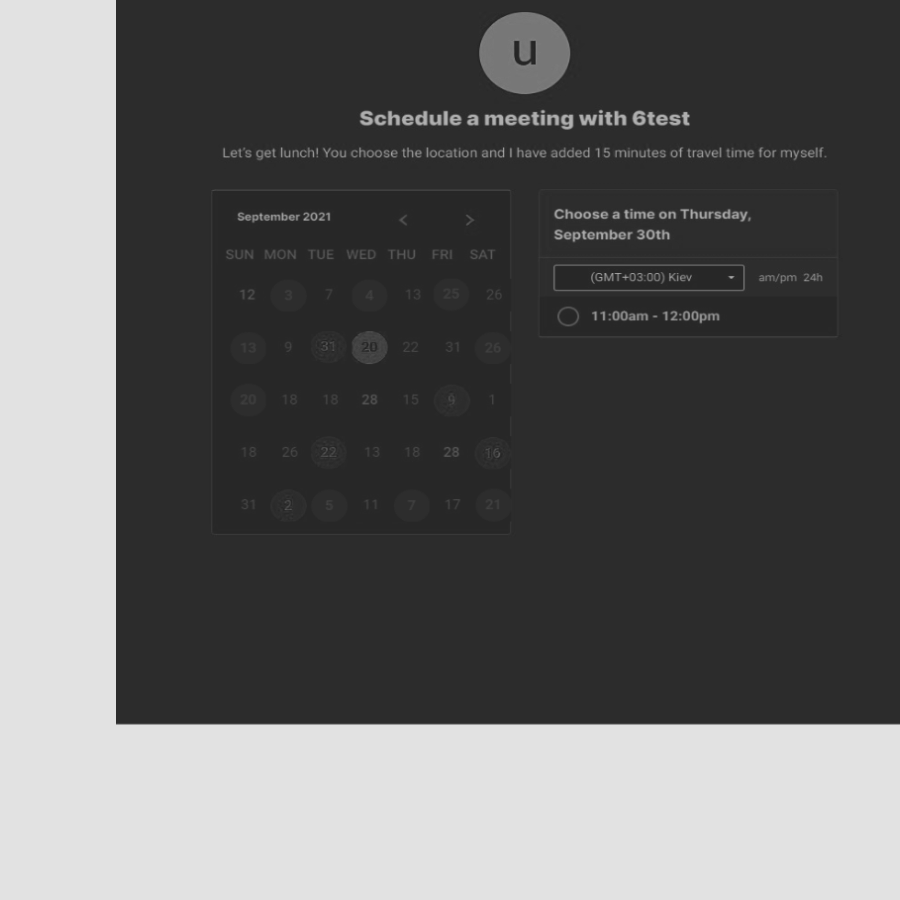 u
Schedule a meeting with 6test
Let's get lunch! You choose the location and I have added 15 minutes of travel time for myself.
September 2021 < >
SUN MON TUE WED THU FRI SAT
12 3 7 4 13 25 26
13 9 31 20 22 31 26
20 18 18 28 15 9 1
18 26 22 13 18 28 16
31 2 5 11 7 17 21
Choose a time on Thursday,
September 30th
(GMT+03:00) Kiev am/pm 24h
11:00am - 12:00pm